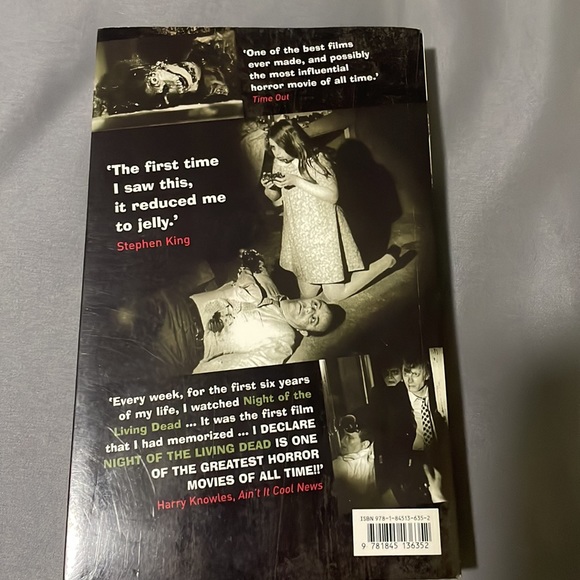 ‘One of the best films
ever made, and possibly
the most influential
horror movie of all time.’
Time Out
‘The first time
I saw this,
it reduced me
to jelly.’
Stephen King
‘Every week, for the first six years
of my life, I watched Night of the
Living Dead ... It was the first film
that I had memorized ... I DECLARE
NIGHT OF THE LIVING DEAD IS ONE
OF THE GREATEST HORROR
MOVIES OF ALL TIME!!’
Harry Knowles, Ain't It Cool News
ISBN 978-1-84513-635-2
9 781845 136352